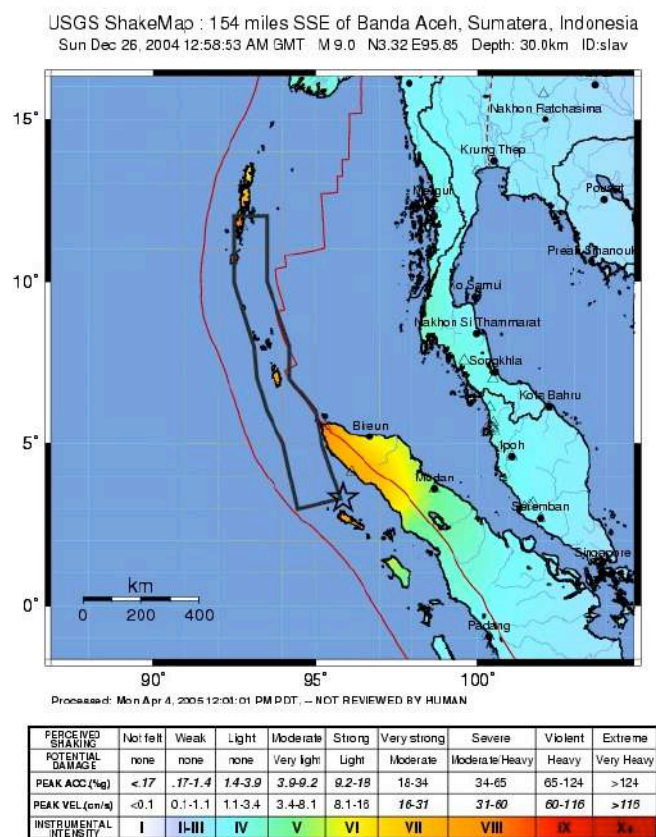 USGS ShakeMap : 154 miles SSE of Banda Aceh, Sumatera, Indonesia
Sun Dec 26, 2004 12:58:53 AM GMT M 9.0 N3.32 E95.85 Depth: 30.0km ID:slav
15°
Nakhon Ratchasima
Krung Thep
Mergui
Pousat
Preah Sihanouk
10°
Ko Samui
Nakhon Si Thammarat
Songkhla
Kota Bahru
5°
Bireun
Ipoh
Medan
Seremban
Singapore
km
0 200 400
0°
Padang
90° 95° 100°
Processed: Mon Apr 4, 2005 12:04:01 PM PDT, -- NOT REVIEWED BY HUMAN
PERCEIVED SHAKING Not felt Weak Light Moderate Strong Very strong Severe Violent Extreme
POTENTIAL DAMAGE none none none Very light Light Moderate Moderate/Heavy Heavy Very Heavy
PEAK ACC.(%g) <.17 .17-1.4 1.4-3.9 3.9-9.2 9.2-18 18-34 34-65 65-124 >124
PEAK VEL.(cm/s) <0.1 0.1-1.1 1.1-3.4 3.4-8.1 8.1-16 16-31 31-60 60-116 >116
INSTRUMENTAL INTENSITY I II-III IV V VI VII VIII IX X+